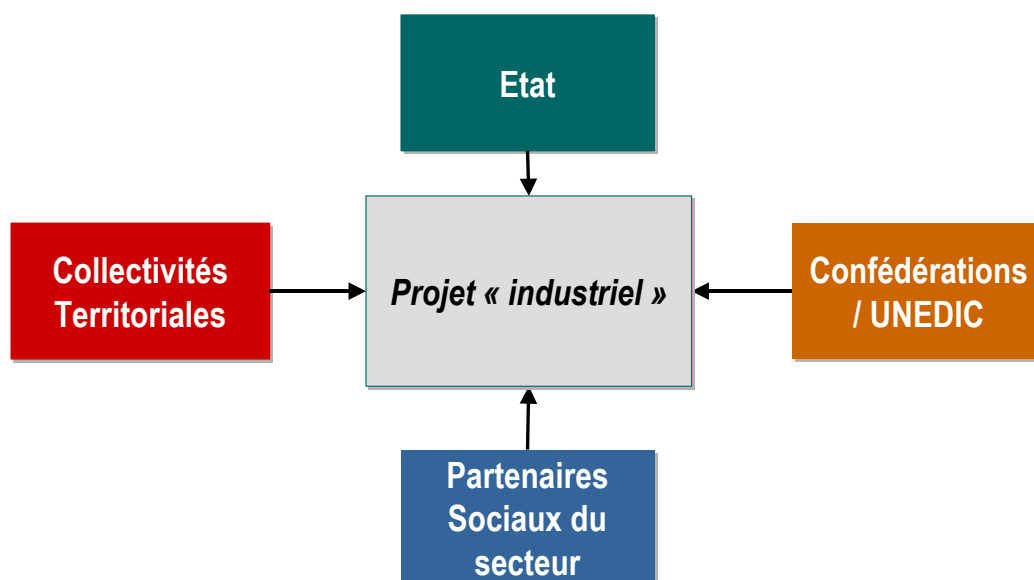 Etat
Collectivités
Territoriales
Projet « industriel »
Confédérations
/ UNEDIC
Partenaires
Sociaux du
secteur